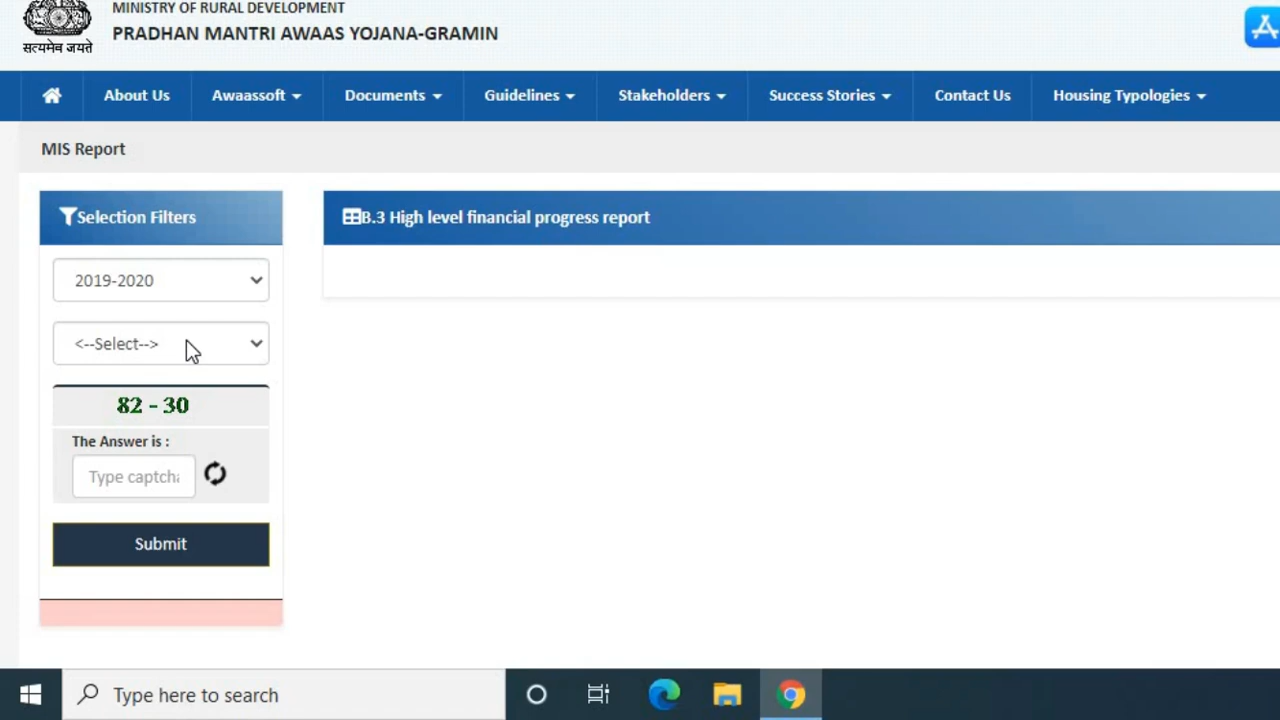 MINISTRY OF RURAL DEVELOPMENT
PRADHAN MANTRI AWAAS YOJANA-GRAMIN
सत्यमेव जयते
About Us Awaassoft Documents Guidelines Stakeholders Success Stories Contact Us Housing Typologies
MIS Report
Selection Filters
B.3 High level financial progress report
2019-2020
<--Select-->
82 - 30
The Answer is :
Type captcha
Submit
Type here to search